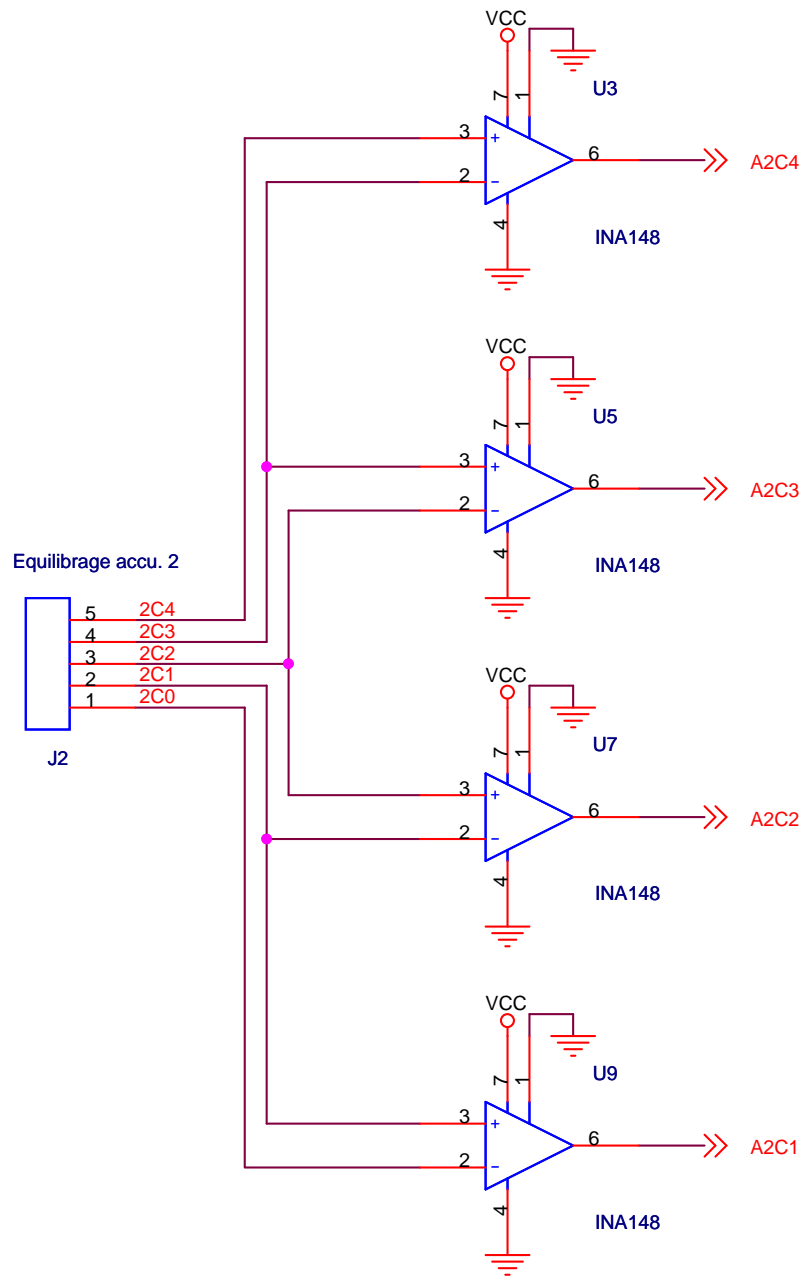 VCC
7
1
U3
3
+
6
A2C4
2
-
4
INA148
VCC
7
1
U5
3
+
6
A2C3
2
-
4
INA148
Equilibrage accu. 2
5 2C4
4 2C3
3 2C2
2 2C1
1 2C0
J2
VCC
7
1
U7
3
+
6
A2C2
2
-
4
INA148
VCC
7
1
U9
3
+
6
A2C1
2
-
4
INA148